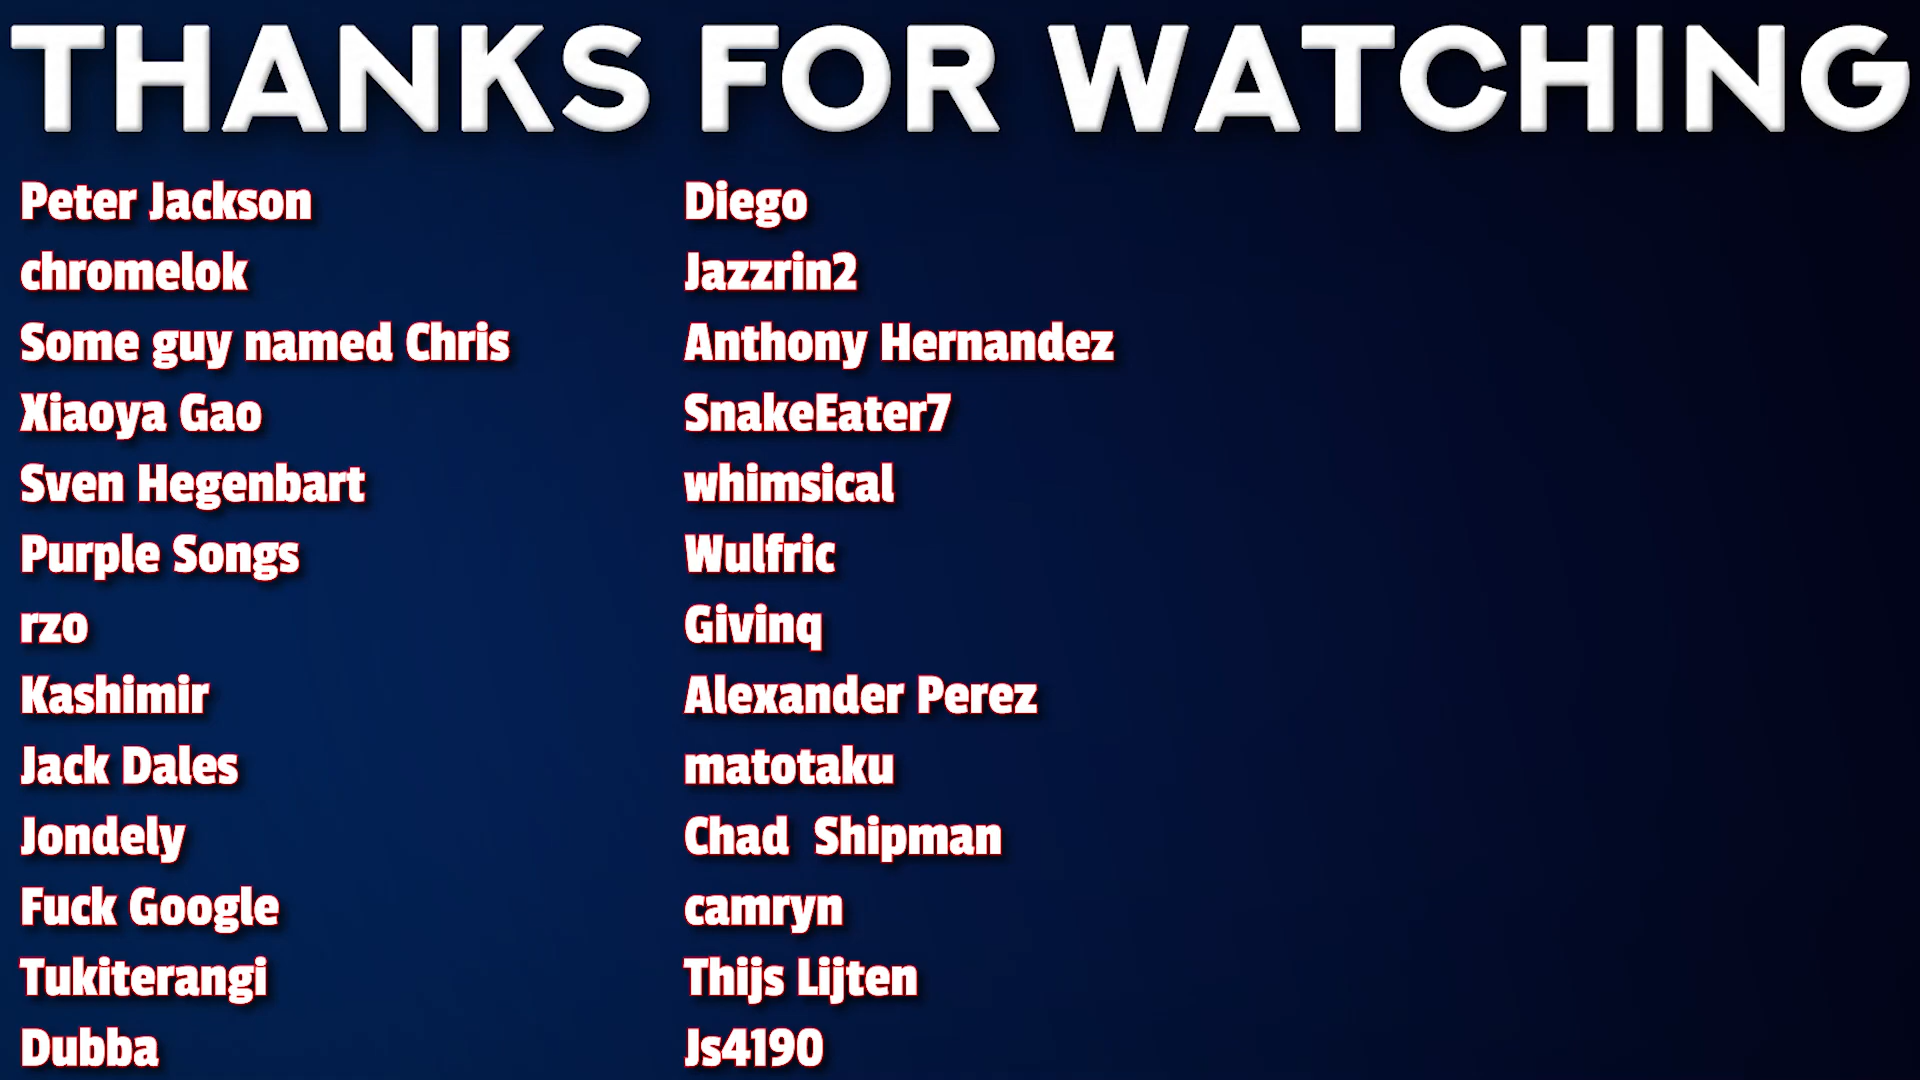 THANKS FOR WATCHING
Peter Jackson
chromelok
Some guy named Chris
Xiaoya Gao
Sven Hegenbart
Purple Songs
rzo
Kashimir
Jack Dales
Jondely
Fuck Google
Tukiterangi
Dubba
Diego
Jazzrin2
Anthony Hernandez
SnakeEater7
whimsical
Wulfric
Givinq
Alexander Perez
matotaku
Chad  Shipman
camryn
Thijs Lijten
Js4190